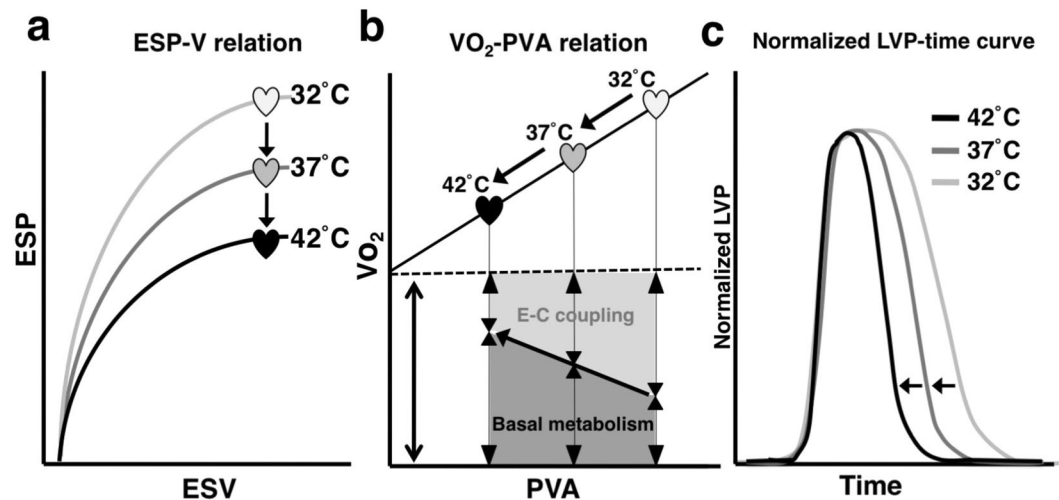 a
ESP-V relation
32°C
37°C
42°C
ESP
ESV
b
VO₂-PVA relation
32°C
37°C
42°C
VO₂
E-C coupling
Basal metabolism
PVA
c
Normalized LVP-time curve
42°C
37°C
32°C
Normalized LVP
Time